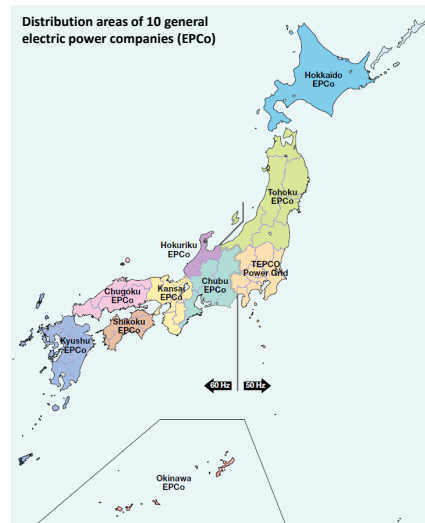 Distribution areas of 10 general
electric power companies (EPCo)
Hokkaido
EPCo
Tohoku
EPCo
Hokuriku
EPCo
TEPCO
Power Grid
Chubu
EPCo
Kansai
EPCo
Chugoku
EPCo
Shikoku
EPCo
Kyushu
EPCo
60 Hz
50 Hz
Okinawa
EPCo